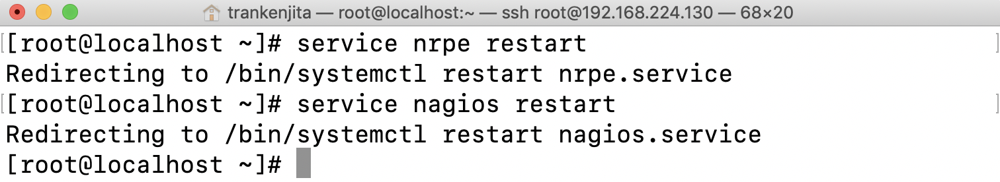 trankenjita — root@localhost:~ — ssh root@192.168.224.130 — 68×20
[[root@localhost ~]# service nrpe restart ]
Redirecting to /bin/systemctl restart nrpe.service
[[root@localhost ~]# service nagios restart ]
Redirecting to /bin/systemctl restart nagios.service
[root@localhost ~]#